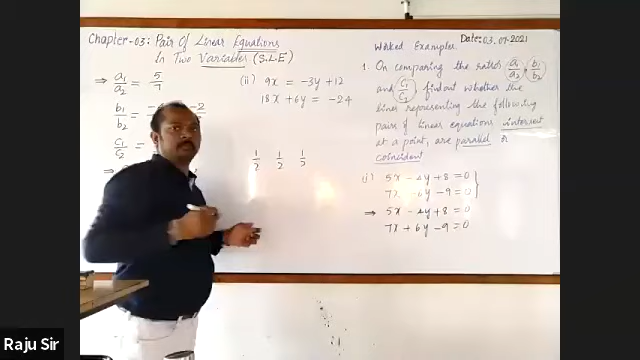 Chapter-03: Pair Of Linear Equations
In Two Variables (S.L.E)
⇒ a₁/a₂ = 5/7
b₁/b₂ =
c₁/c₂ =
⇒
(ii) 9x = -3y + 12
18x + 6y = -24
1/2 1/2 1/2
Date: 03.07.2021
Worked Examples
1. On comparing the ratios a₁/a₂, b₁/b₂
and c₁/c₂, find out whether the
lines representing the following
pairs of linear equations intersect
at a point, are parallel or
coincident
(i) 5x - 4y + 8 = 0
7x - 6y - 9 = 0
⇒ 5x - 4y + 8 = 0
7x + 6y - 9 = 0
Raju Sir